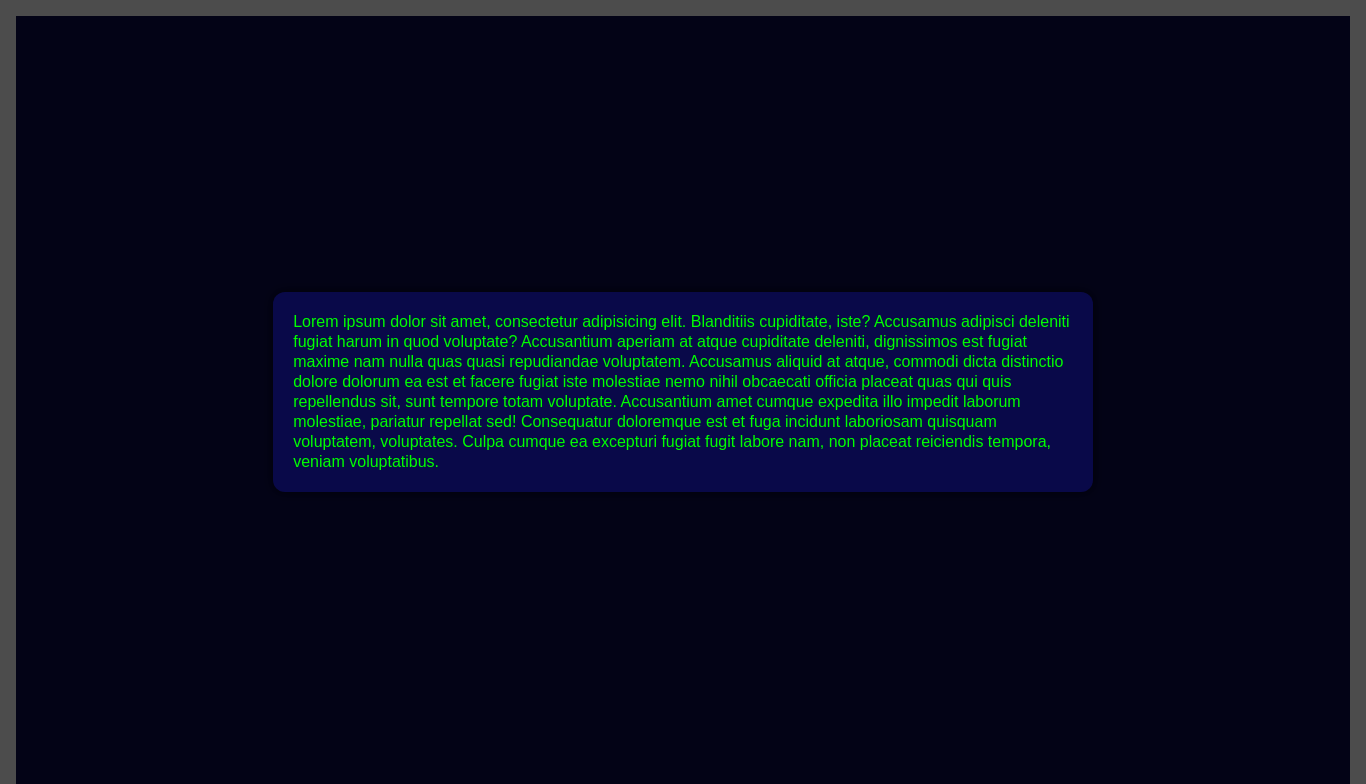 Lorem ipsum dolor sit amet, consectetur adipisicing elit. Blanditiis cupiditate, iste? Accusamus adipisci deleniti
fugiat harum in quod voluptate? Accusantium aperiam at atque cupiditate deleniti, dignissimos est fugiat
maxime nam nulla quas quasi repudiandae voluptatem. Accusamus aliquid at atque, commodi dicta distinctio
dolore dolorum ea est et facere fugiat iste molestiae nemo nihil obcaecati officia placeat quas qui quis
repellendus sit, sunt tempore totam voluptate. Accusantium amet cumque expedita illo impedit laborum
molestiae, pariatur repellat sed! Consequatur doloremque est et fuga incidunt laboriosam quisquam
voluptatem, voluptates. Culpa cumque ea excepturi fugiat fugit labore nam, non placeat reiciendis tempora,
veniam voluptatibus.